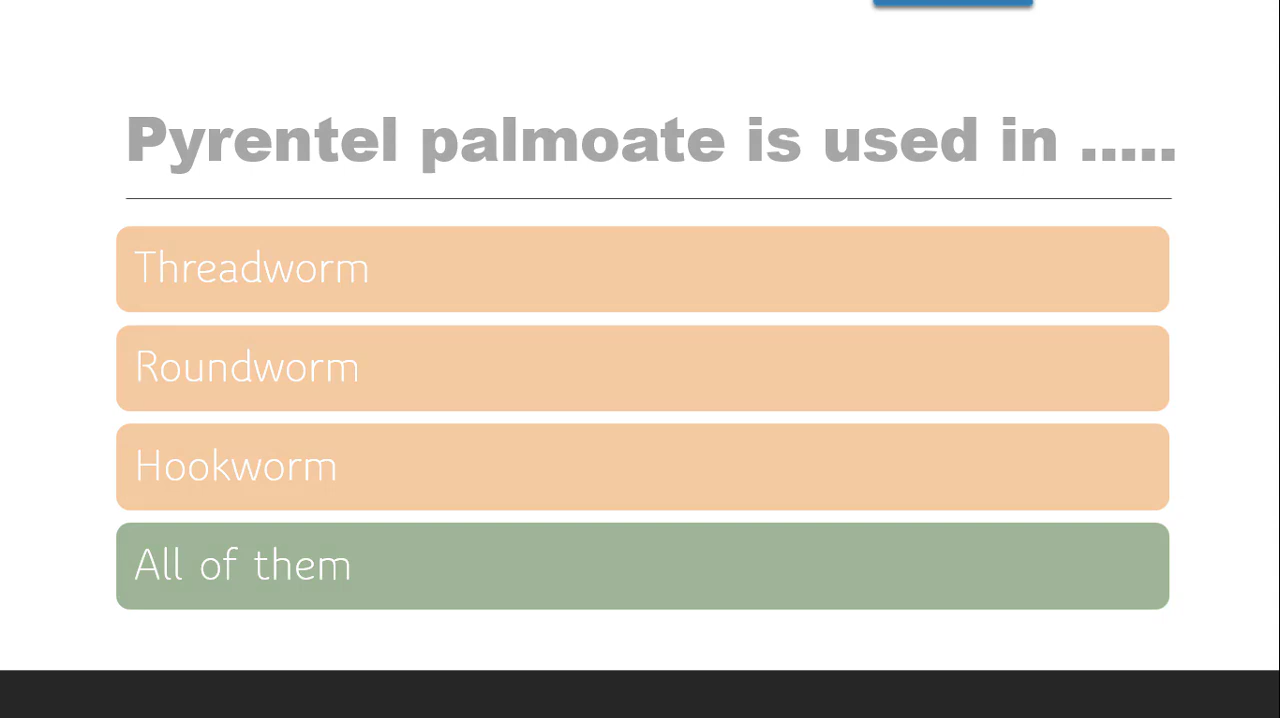 Pyrentel palmoate is used in .....
Threadworm
Roundworm
Hookworm
All of them